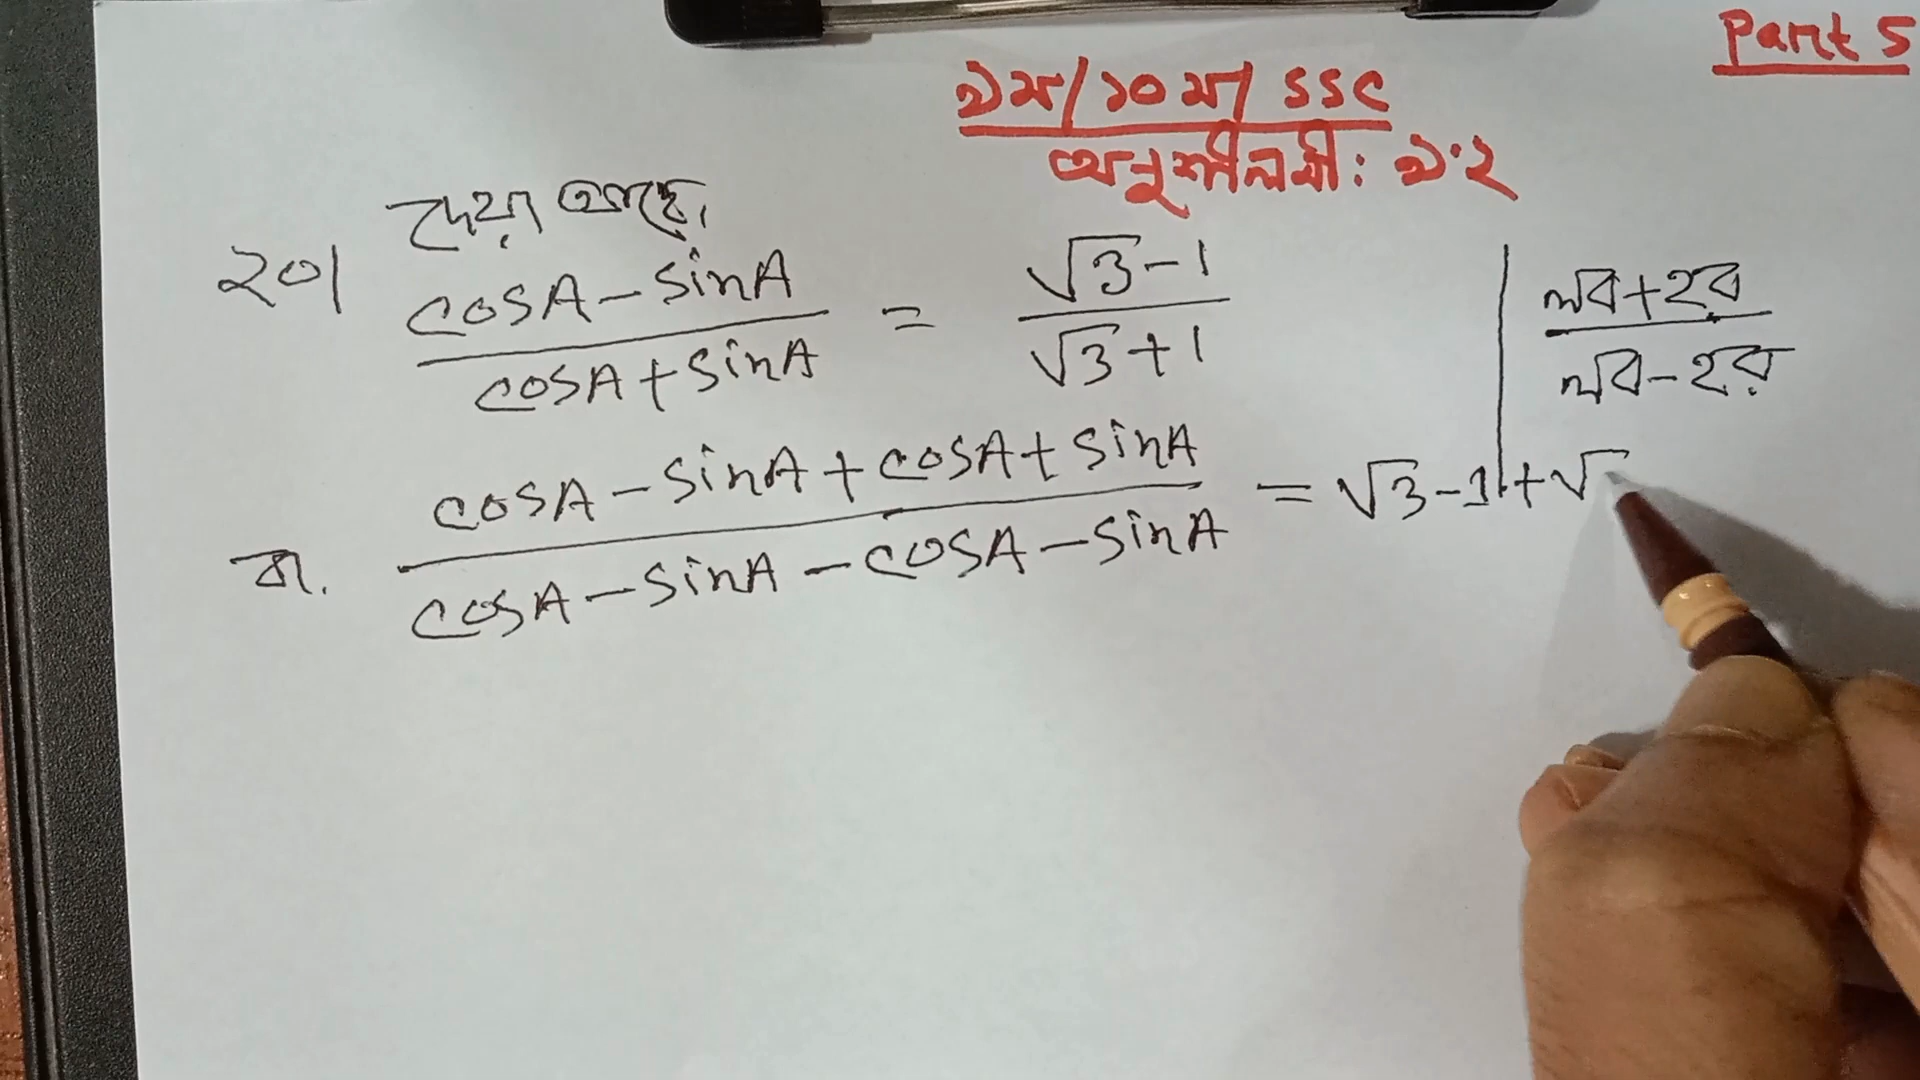 Part 5
৯ম/১০ম/SSC
অনুশীলনী: ৯.২
দেয়া আছে,
২০। (cosA-sinA)/(cosA+sinA) = (√3-1)/(√3+1)
লব+হর/লব-হর
বা. (cosA-sinA+cosA+sinA)/(cosA-sinA-cosA-sinA) = √3-1+√